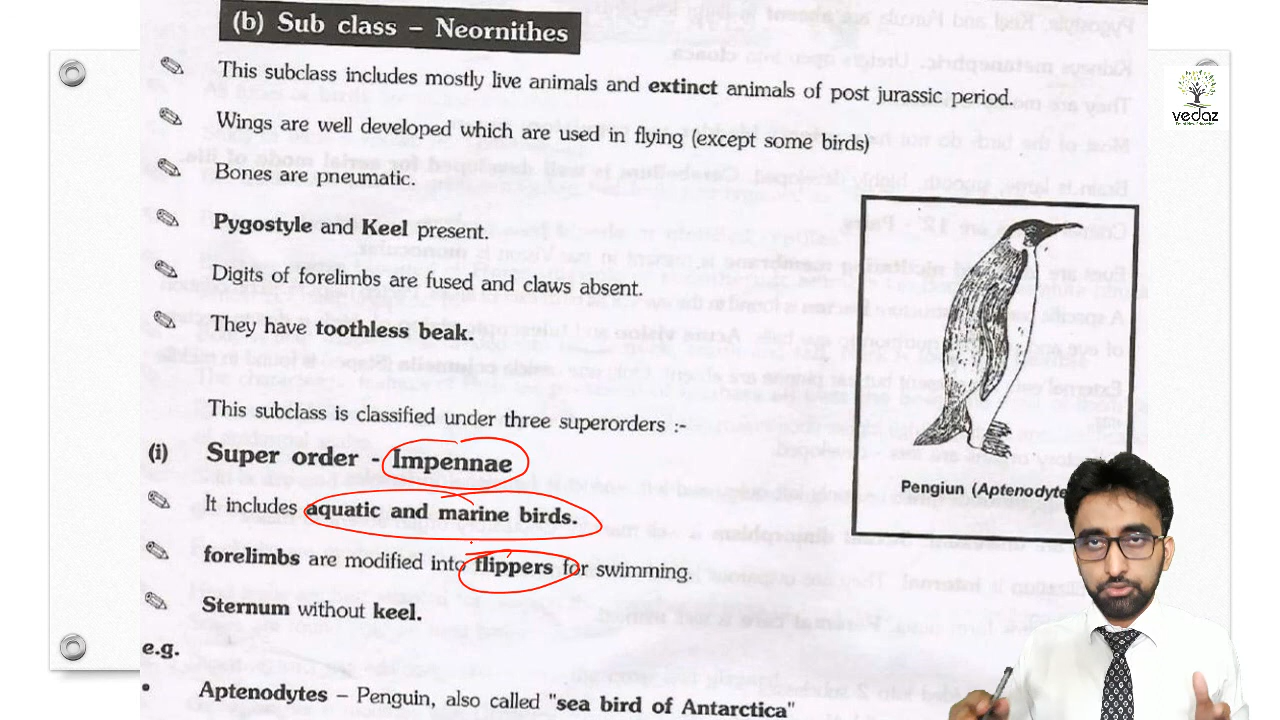 (b) Sub class – Neornithes
This subclass includes mostly live animals and extinct animals of post jurassic period.
Wings are well developed which are used in flying (except some birds)
Bones are pneumatic.
Pygostyle and Keel present.
Digits of forelimbs are fused and claws absent.
They have toothless beak.
This subclass is classified under three superorders :-
(i) Super order - Impennae
It includes aquatic and marine birds.
forelimbs are modified into flippers for swimming.
Sternum without keel.
e.g.
• Aptenodytes – Penguin, also called "sea bird of Antarctica"
Pengiun (Aptenodyte
vedaz